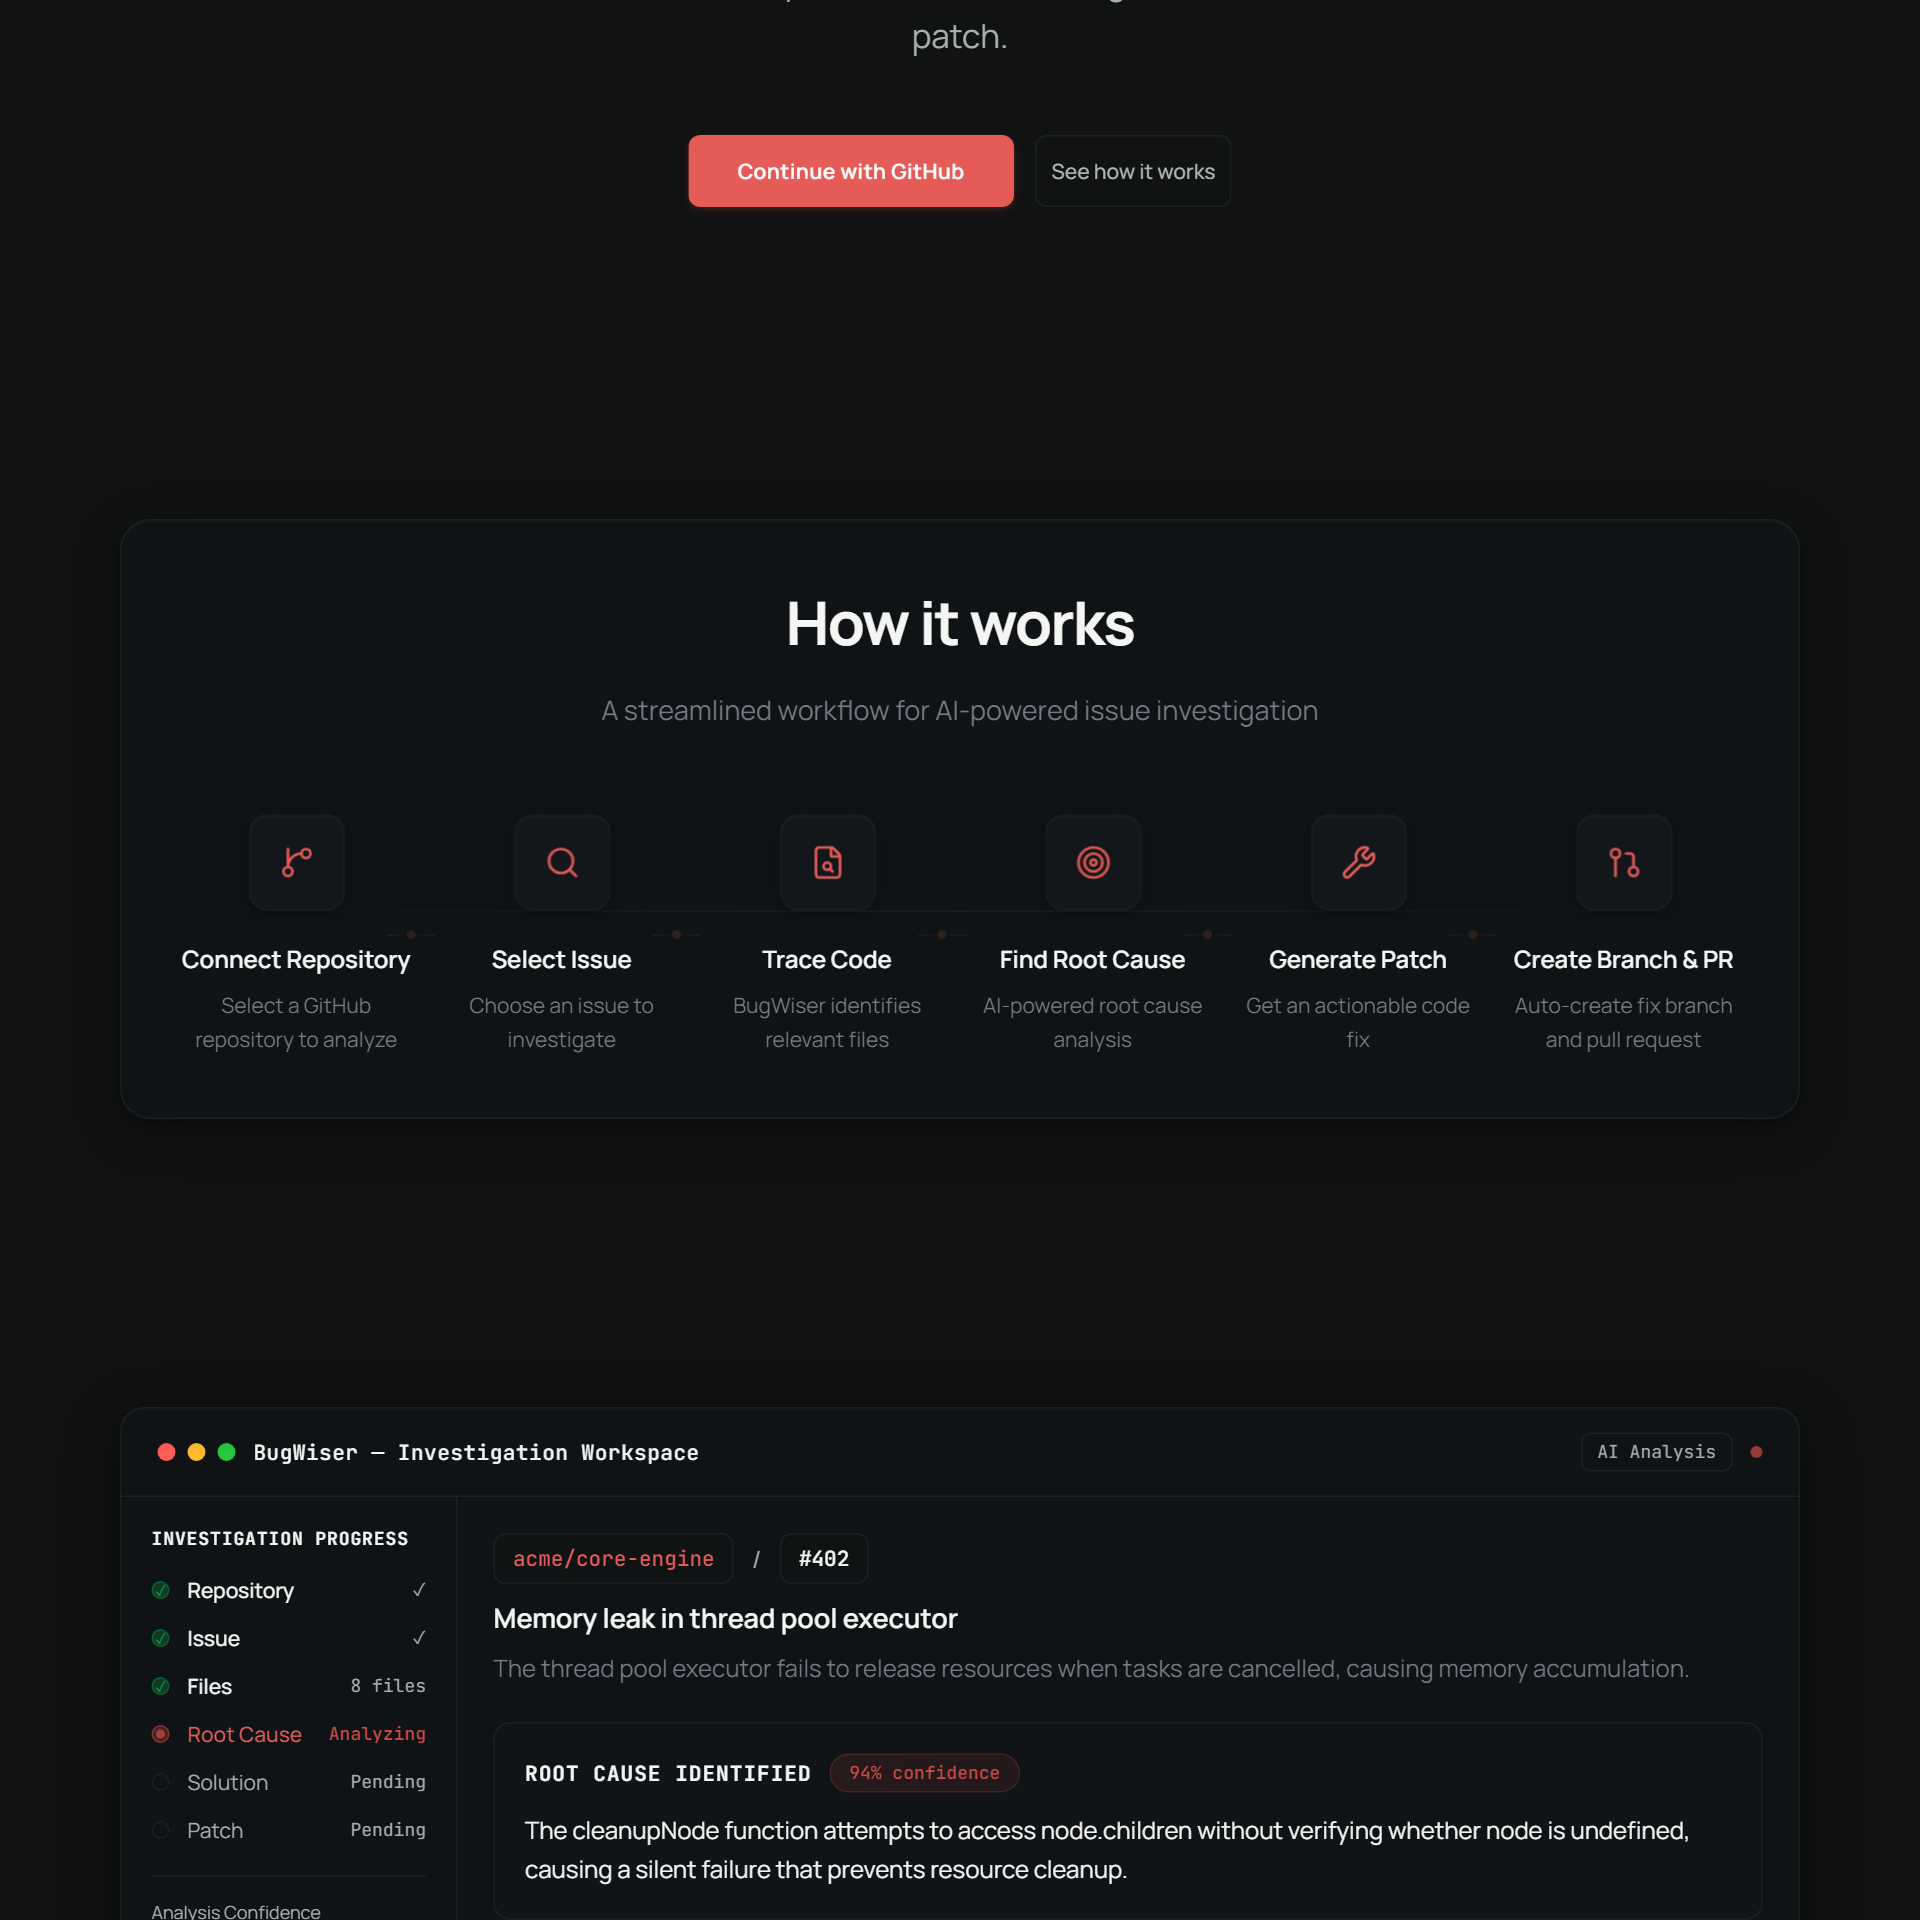 patch.
Continue with GitHub
See how it works
How it works
A streamlined workflow for AI-powered issue investigation
Connect Repository
Select a GitHub
repository to analyze
Select Issue
Choose an issue to
investigate
Trace Code
BugWiser identifies
relevant files
Find Root Cause
AI-powered root cause
analysis
Generate Patch
Get an actionable code
fix
Create Branch & PR
Auto-create fix branch
and pull request
BugWiser — Investigation Workspace
AI Analysis
INVESTIGATION PROGRESS
Repository ✓
Issue ✓
Files 8 files
Root Cause Analyzing
Solution Pending
Patch Pending
Analysis Confidence
acme/core-engine / #402
Memory leak in thread pool executor
The thread pool executor fails to release resources when tasks are cancelled, causing memory accumulation.
ROOT CAUSE IDENTIFIED 94% confidence
The cleanupNode function attempts to access node.children without verifying whether node is undefined,
causing a silent failure that prevents resource cleanup.